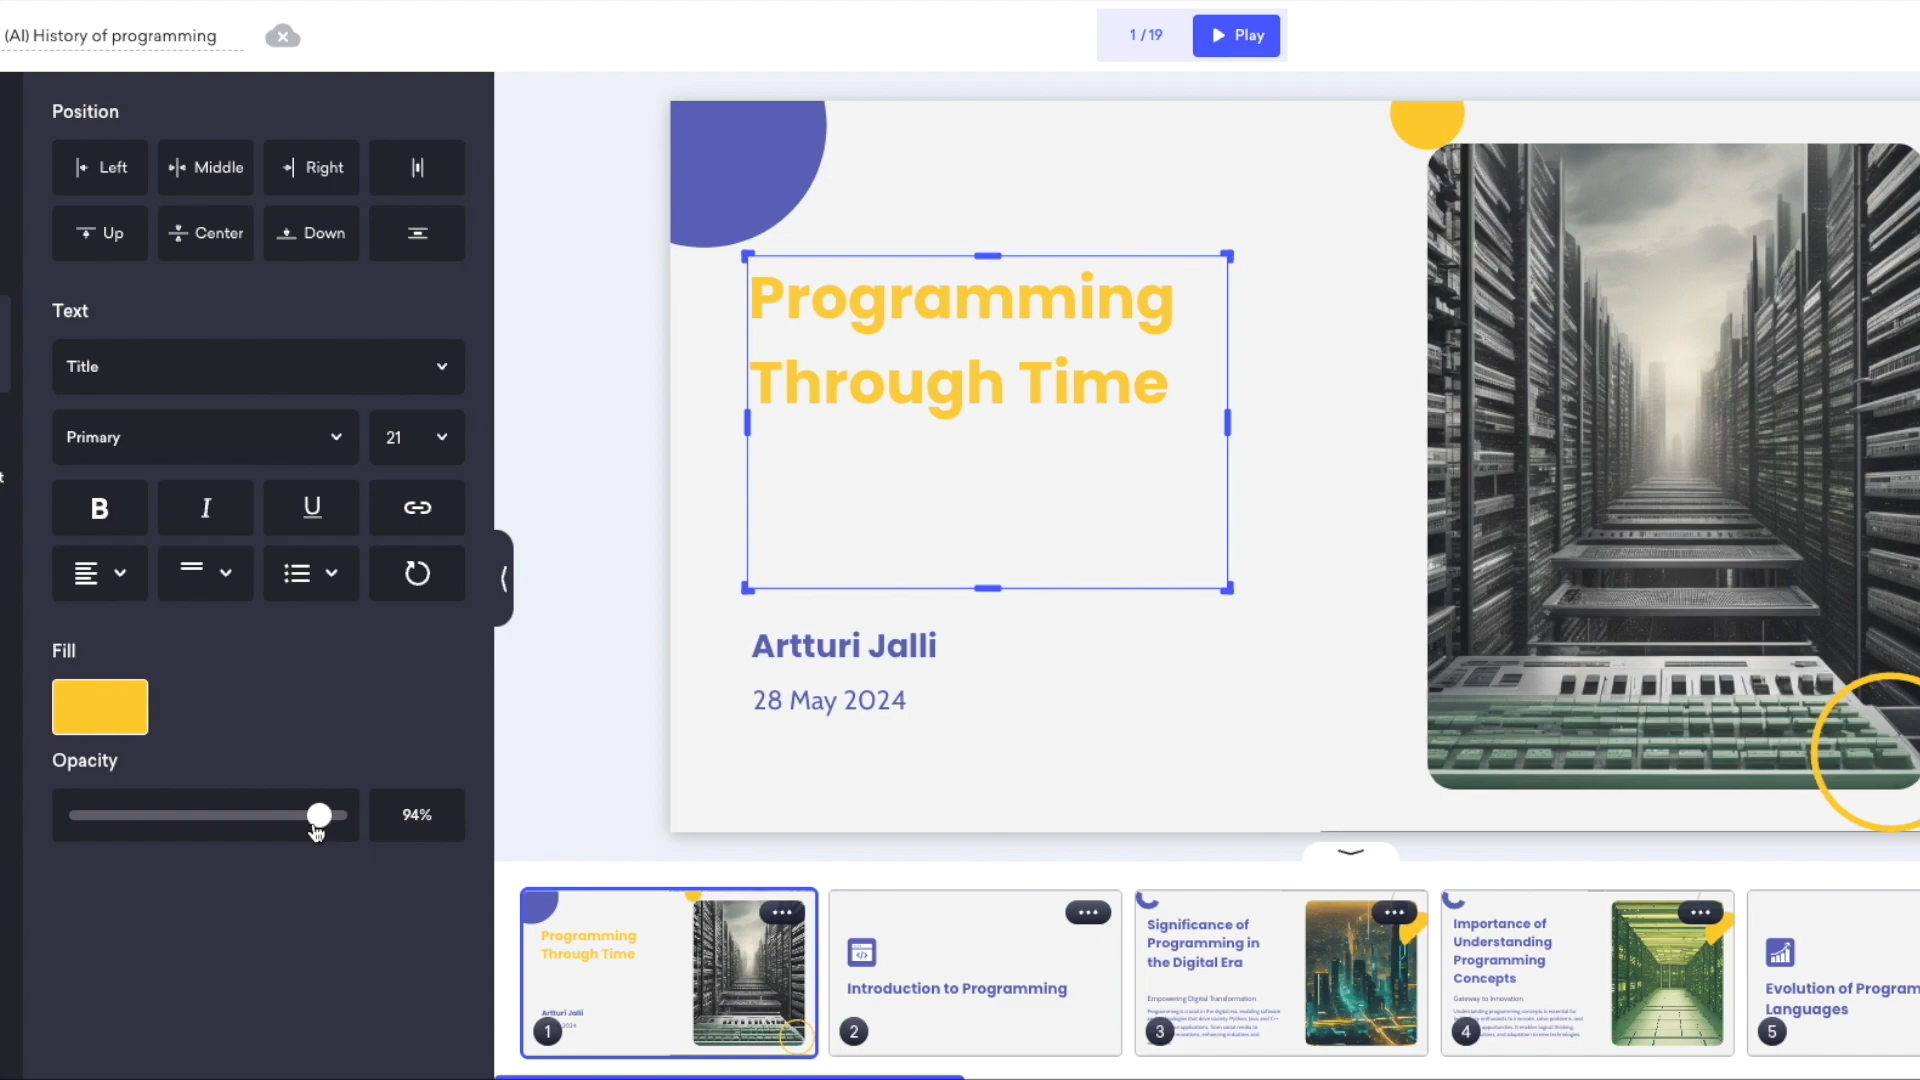 (AI) History of programming
1 / 19
Play
Position
Left
Middle
Right
Up
Center
Down
Text
Title
Primary
21
B
I
U
Fill
Opacity
94%
Programming
Through Time
Artturi Jalli
28 May 2024
Programming
Through Time
Artturi Jalli
2024
1
Introduction to Programming
2
Significance of
Programming in
the Digital Era
Empowering Digital Transformation
3
Importance of
Understanding
Programming
Concepts
Gateway to Innovation
4
Evolution of Program
Languages
5